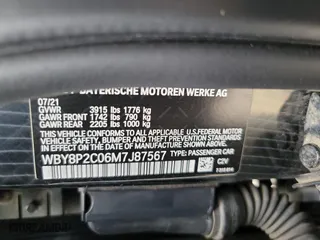 BAYERISCHE MOTOREN WERKE AG
07/21
GVWR 3915 lbs 1776 kg
GAWR FRONT 1742 lbs 790 kg
GAWR REAR 2205 lbs 1000 kg
THIS VEHICLE CONFORMS TO ALL APPLICABLE U.S. FEDERAL MOTOR
VEHICLE SAFETY, BUMPER, AND THEFT PREVENTION STANDARDS
IN EFFECT ON THE DATE OF MANUFACTURE SHOWN ABOVE.
WBY8P2C06M7J87567 TYPE: PASSENGER CAR